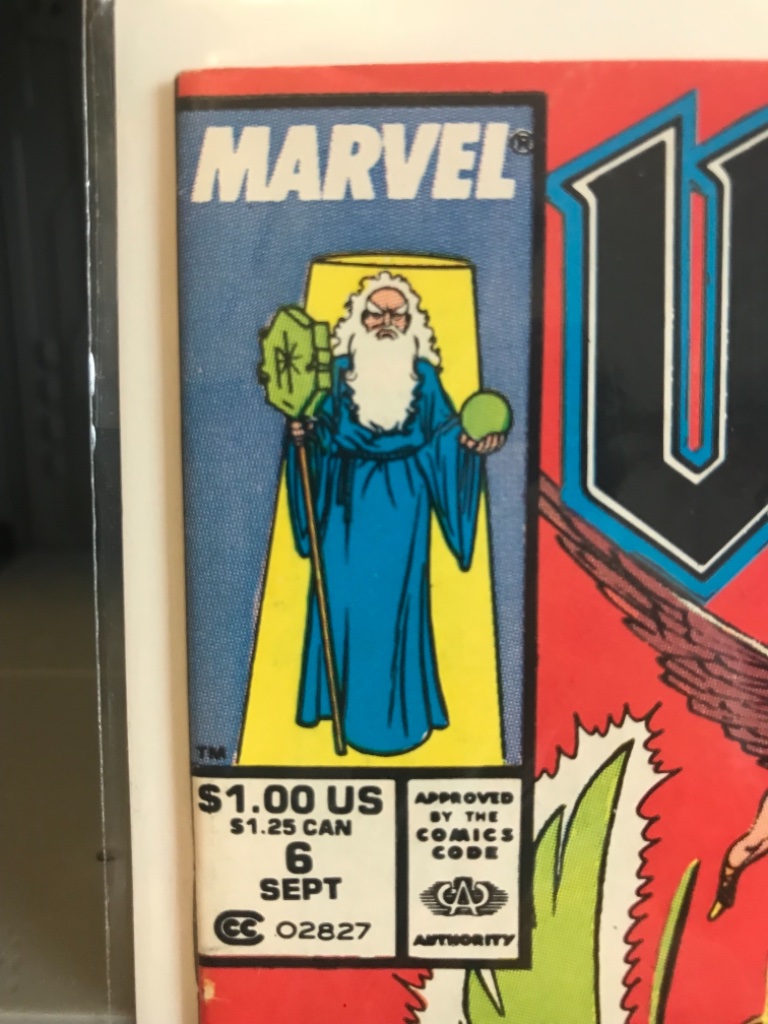 MARVEL®
TM
$1.00 US
$1.25 CAN
6
SEPT
CC 02827
APPROVED
BY THE
COMICS
CODE
CA
AUTHORITY